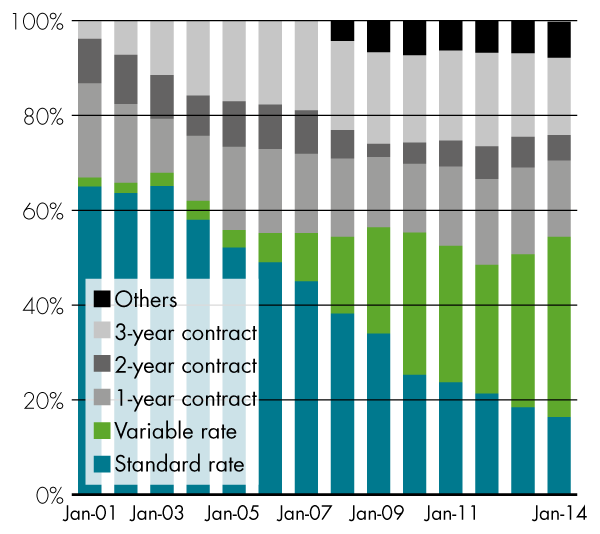 100%
80%
60%
40%
20%
0%
Others
3-year contract
2-year contract
1-year contract
Variable rate
Standard rate
Jan-01 Jan-03 Jan-05 Jan-07 Jan-09 Jan-11 Jan-14